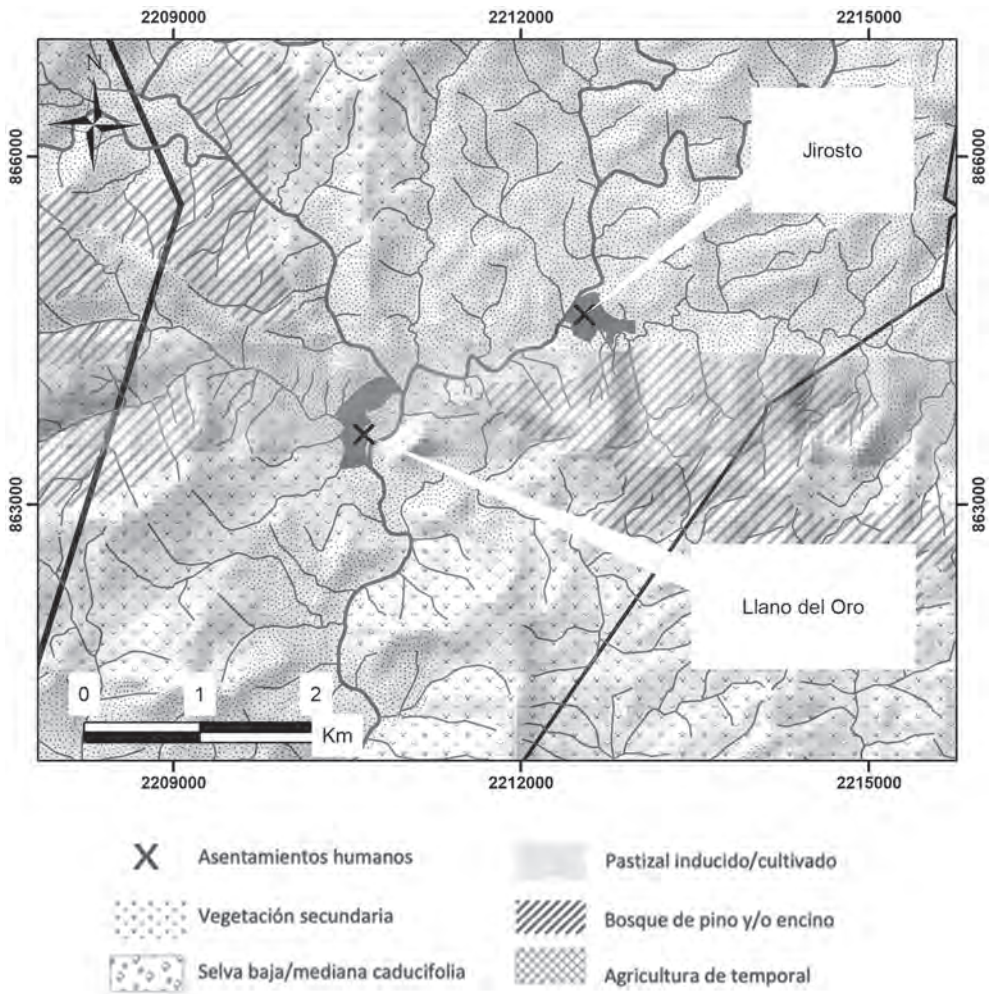 2209000 2212000 2215000
N
866000 866000
Jirosto
863000 863000
Llano del Oro
0 1 2
Km
2209000 2212000 2215000
Asentamientos humanos Pastizal inducido/cultivado
Vegetación secundaria Bosque de pino y/o encino
Selva baja/mediana caducifolia Agricultura de temporal